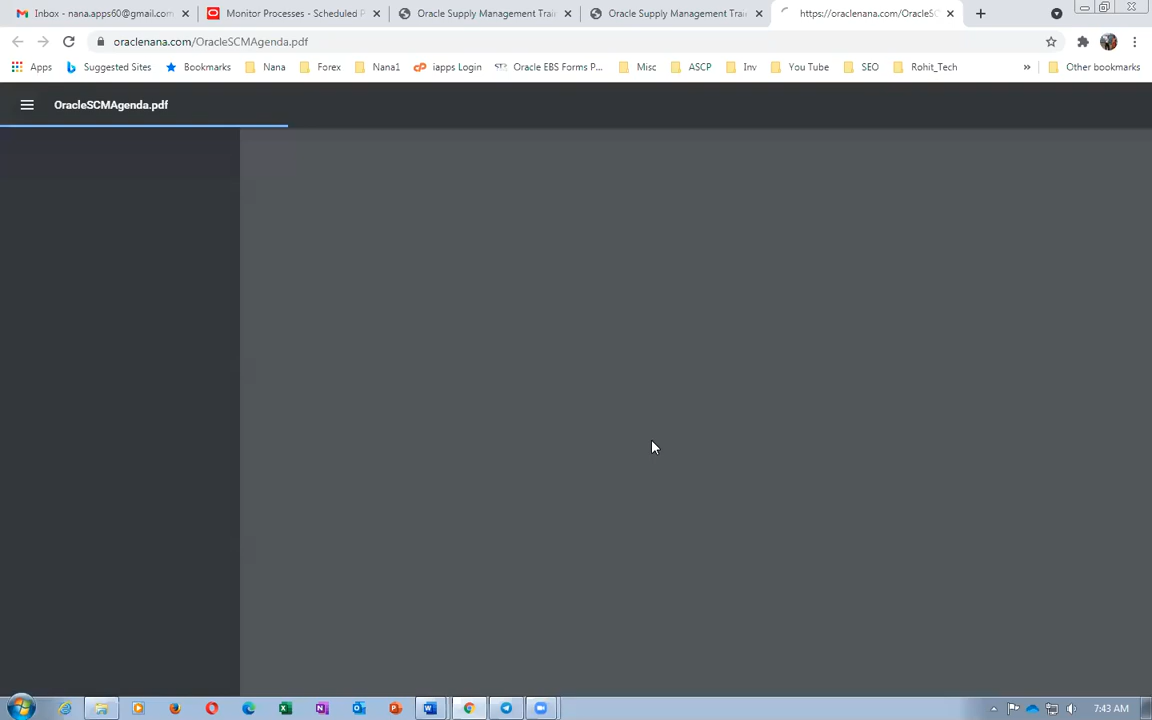 Inbox - nana.apps60@gmail.com
Monitor Processes - Scheduled P
Oracle Supply Management Trai
Oracle Supply Management Trai
https://oraclenana.com/OracleSC
oraclenana.com/OracleSCMAgenda.pdf
Apps
Suggested Sites
Bookmarks
Nana
Forex
Nana1
iapps Login
Oracle EBS Forms P...
Misc
ASCP
Inv
You Tube
SEO
Rohit_Tech
»
Other bookmarks
OracleSCMAgenda.pdf
7:43 AM